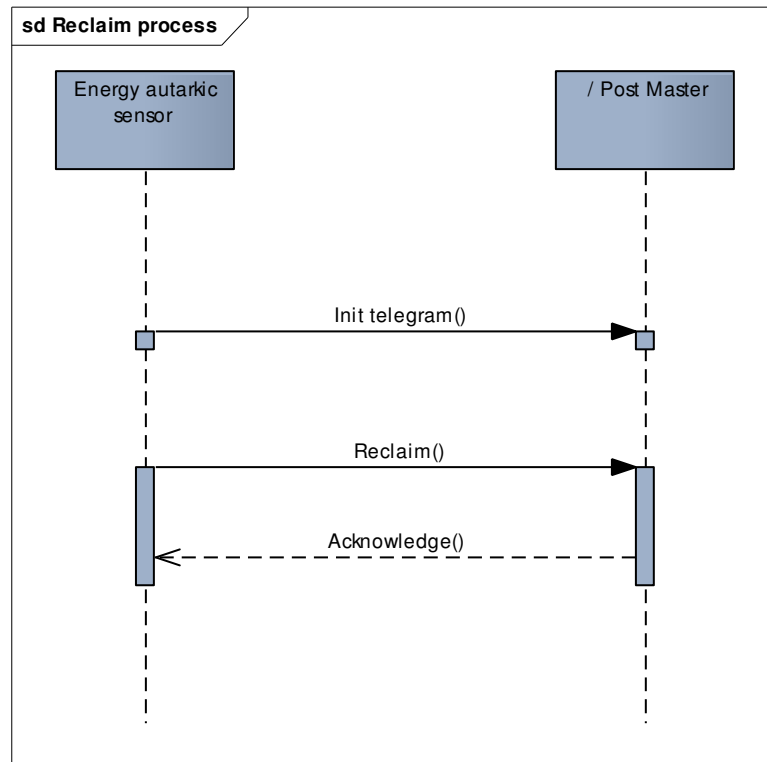 sd Reclaim process
Energy autarkic
sensor
/ Post Master
Init telegram()
Reclaim()
Acknowledge()